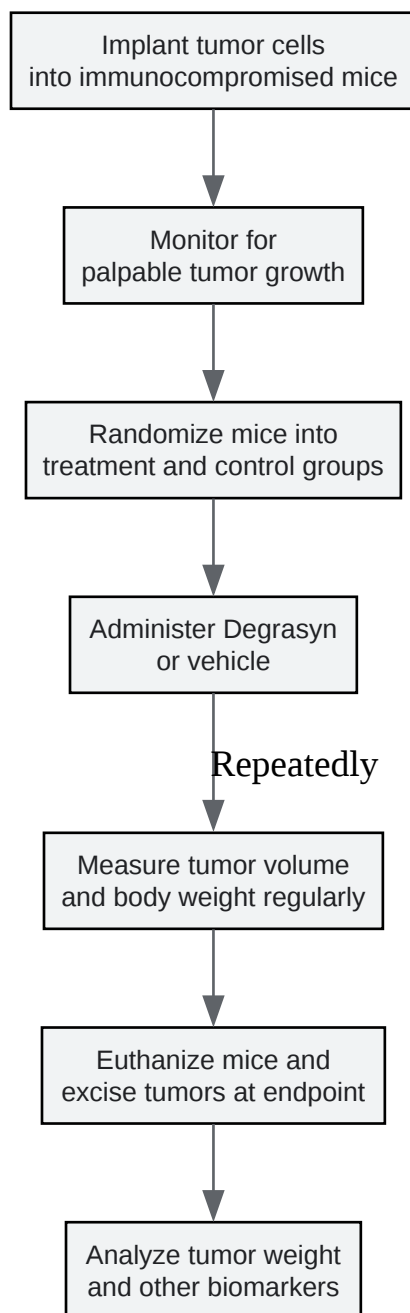 Implant tumor cells
into immunocompromised mice
Monitor for
palpable tumor growth
Randomize mice into
treatment and control groups
Administer Degrasyn
or vehicle
Repeatedly
Measure tumor volume
and body weight regularly
Euthanize mice and
excise tumors at endpoint
Analyze tumor weight
and other biomarkers